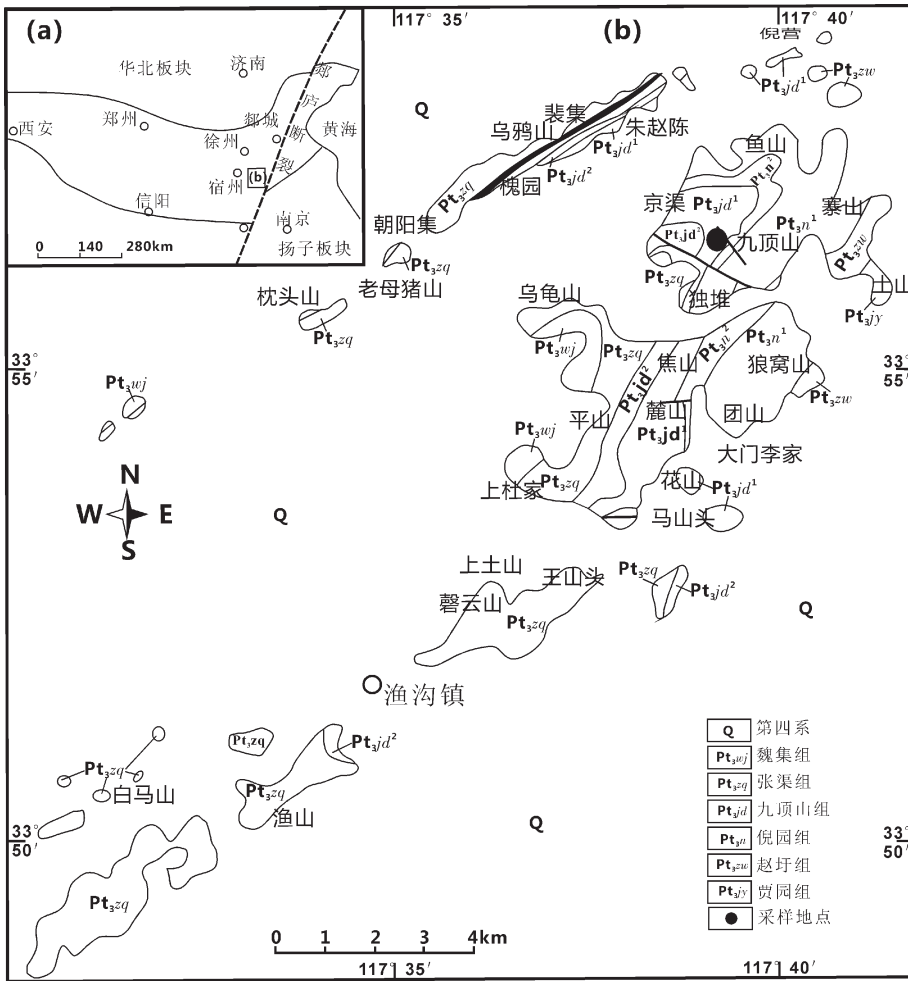 117° 35′
117° 40′
(a)
(b)
华北板块
济南
郯
庐
断
裂
郑州
郯城
黄海
西安
徐州
宿州
(b)
信阳
南京
扬子板块
0 140 280km
Q
倪营
Pt₃jd¹
Pt₃zw
裴集
乌鸦山
朱赵陈
Pt₃jd¹
Pt₃jd²
槐园
Pt₃zq
朝阳集
Pt₃zq
老母猪山
枕头山
Pt₃zq
鱼山
Pt₃n²
京渠
Pt₃jd¹
寨山
Pt₃n¹
Pt₃jd²
九顶山
Pt₃zw
Pt₃zq
独堆
土山
Pt₃jy
乌龟山
33°
55′
33°
55′
Pt₃wj
Pt₃zq
焦山
Pt₃n²
Pt₃n¹
狼窝山
Pt₃jd²
Pt₃zw
Pt₃wj
平山
麓山
团山
Pt₃jd¹
Pt₃wj
大门李家
上杜家
Pt₃zq
花山
Pt₃jd¹
马山头
N
W E
S
Q
上土山
王山头
Pt₃zq
Pt₃jd²
磬云山
Pt₃zq
Q
渔沟镇
Pt₃zq
Pt₃jd²
Pt₃zq
白马山
Pt₃zq
渔山
Q
33°
50′
33°
50′
Pt₃zq
Q 第四系
Pt₃wj 魏集组
Pt₃zq 张渠组
Pt₃jd 九顶山组
Pt₃n 倪园组
Pt₃zw 赵圩组
Pt₃jy 贾园组
采样地点
0 1 2 3 4km
117° 35′
117° 40′